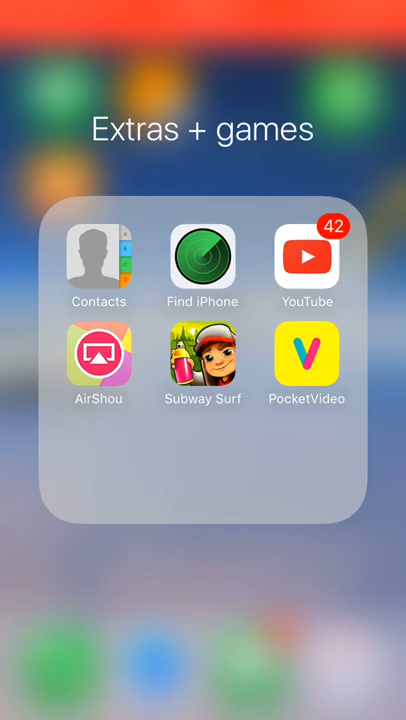 Extras + games
42
Contacts
Find iPhone
YouTube
AirShou
Subway Surf
PocketVideo
A
B
C
D